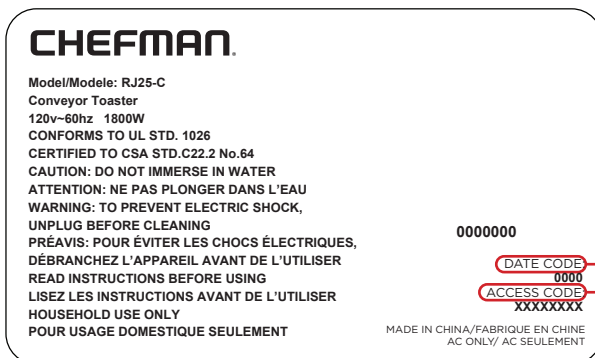 CHEFMAN.
Model/Modele: RJ25-C
Conveyor Toaster
120v~60hz 1800W
CONFORMS TO UL STD. 1026
CERTIFIED TO CSA STD.C22.2 No.64
CAUTION: DO NOT IMMERSE IN WATER
ATTENTION: NE PAS PLONGER DANS L'EAU
WARNING: TO PREVENT ELECTRIC SHOCK,
UNPLUG BEFORE CLEANING
PRÉAVIS: POUR ÉVITER LES CHOCS ÉLECTRIQUES,
DÉBRANCHEZ L'APPAREIL AVANT DE L'UTILISER
READ INSTRUCTIONS BEFORE USING
LISEZ LES INSTRUCTIONS AVANT DE L'UTILISER
HOUSEHOLD USE ONLY
POUR USAGE DOMESTIQUE SEULEMENT
0000000
DATE CODE
0000
ACCESS CODE
XXXXXXXX
MADE IN CHINA/FABRIQUE EN CHINE
AC ONLY/ AC SEULEMENT